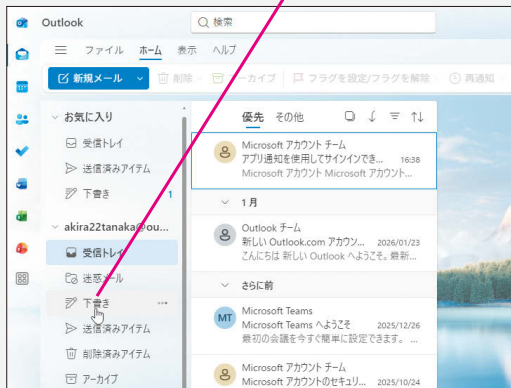 Outlook
検索
ファイル ホーム 表示 ヘルプ
新規メール 削除 アーカイブ フラグを設定/フラグを解除 再通知
お気に入り
受信トレイ
送信済みアイテム
下書き 1
akira22tanaka@ou...
受信トレイ
迷惑メール
下書き ...
送信済みアイテム
削除済みアイテム
アーカイブ
優先 その他
Microsoft アカウント チーム
アプリ通知を使用してサインインでき... 16:38
Microsoft アカウント Microsoft アカウント...
1 月
Outlook チーム
新しい Outlook.com アカウン... 2026/01/23
こんにちは 新しい Outlook へようこそ。最新...
さらに前
MT
Microsoft Teams
Microsoft Teams へようこそ 2025/12/26
最初の会議を今すぐ簡単に設定できます。 ...
Microsoft アカウント チーム
Microsoft アカウントのセキュリ... 2025/10/24